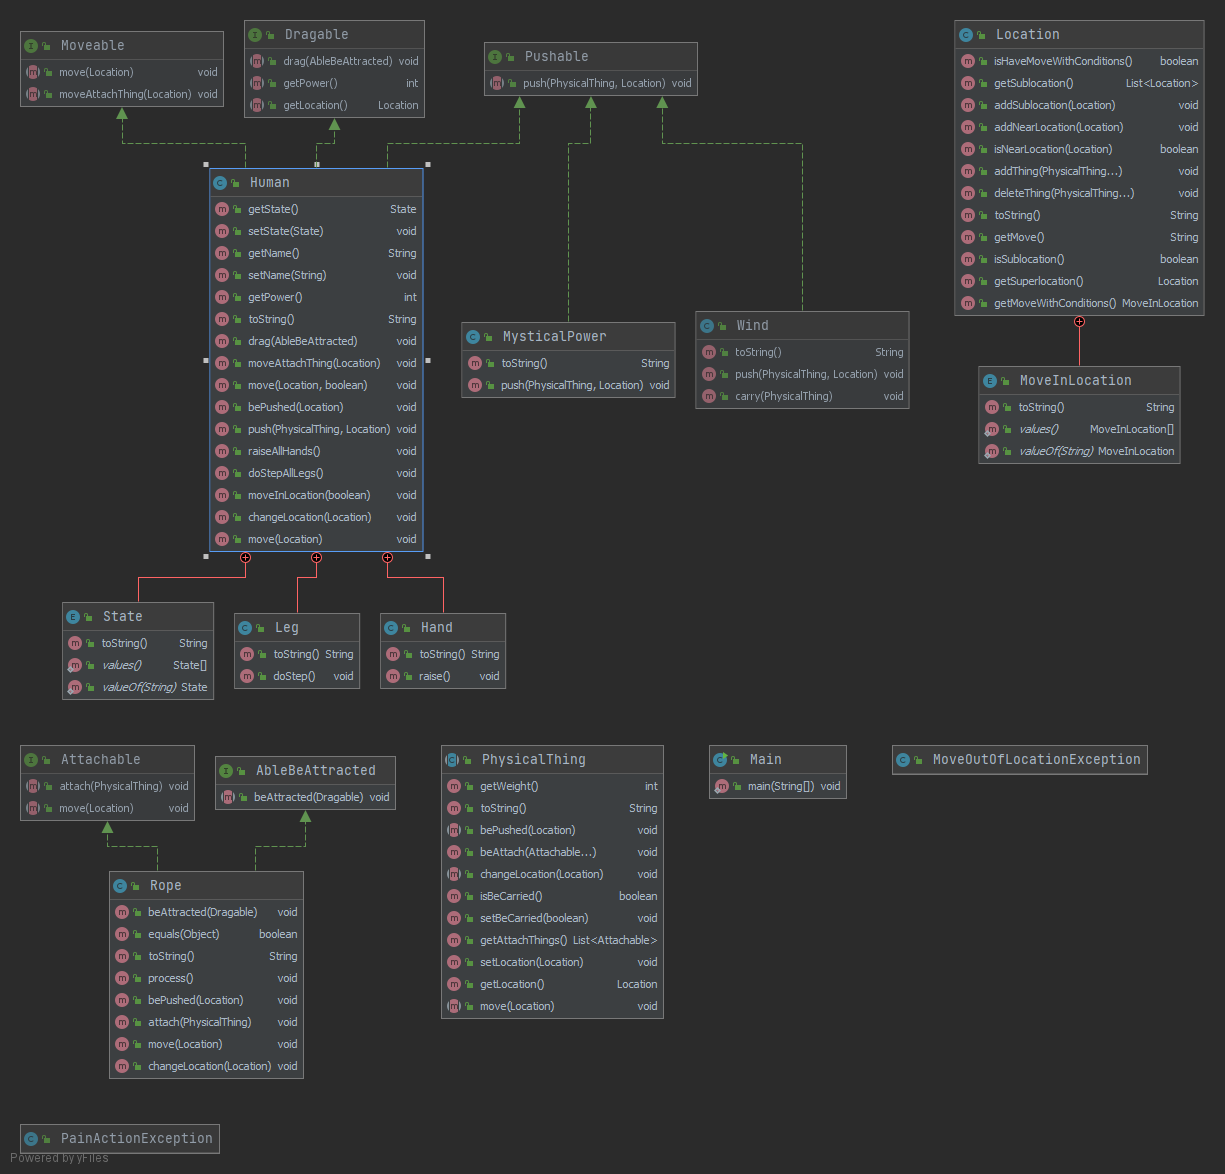 Moveable
move(Location) void
moveAttachThing(Location) void
Dragable
drag(AbleBeAttracted) void
getPower() int
getLocation() Location
Pushable
push(PhysicalThing, Location) void
Location
isHaveMoveWithConditions() boolean
getSublocation() List<Location>
addSublocation(Location) void
addNearLocation(Location) void
isNearLocation(Location) boolean
addThing(PhysicalThing...) void
deleteThing(PhysicalThing...) void
toString() String
getMove() String
isSublocation() boolean
getSuperlocation() Location
getMoveWithConditions() MoveInLocation
Human
getState() State
setState(State) void
getName() String
setName(String) void
getPower() int
toString() String
drag(AbleBeAttracted) void
moveAttachThing(Location) void
move(Location, boolean) void
bePushed(Location) void
push(PhysicalThing, Location) void
raiseAllHands() void
doStepAllLegs() void
moveInLocation(boolean) void
changeLocation(Location) void
move(Location) void
MysticalPower
toString() String
push(PhysicalThing, Location) void
Wind
toString() String
push(PhysicalThing, Location) void
carry(PhysicalThing) void
MoveInLocation
toString() String
values() MoveInLocation[]
valueOf(String) MoveInLocation
State
toString() String
values() State[]
valueOf(String) State
Leg
toString() String
doStep() void
Hand
toString() String
raise() void
Attachable
attach(PhysicalThing) void
move(Location) void
AbleBeAttracted
beAttracted(Dragable) void
PhysicalThing
getWeight() int
toString() String
bePushed(Location) void
beAttach(Attachable...) void
changeLocation(Location) void
isBeCarried() boolean
setBeCarried(boolean) void
getAttachThings() List<Attachable>
setLocation(Location) void
getLocation() Location
move(Location) void
Main
main(String[]) void
MoveOutOfLocationException
Rope
beAttracted(Dragable) void
equals(Object) boolean
toString() String
process() void
bePushed(Location) void
attach(PhysicalThing) void
move(Location) void
changeLocation(Location) void
PainActionException
Powered by yFiles